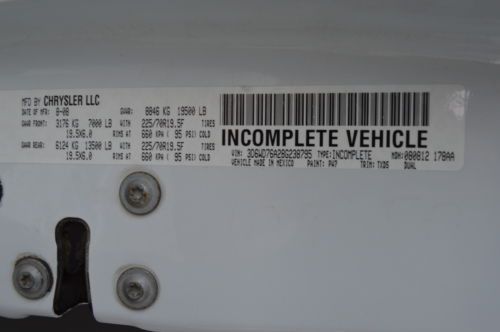 MFD BY CHRYSLER LLC
DATE OF MFR: 8-08 GVWR: 8846 KG 19500 LB
GAWR FRONT: 3176 KG 7000 LB WITH 225/70R19.5F TIRES
19.5X6.0 RIMS AT 660 KPA ( 95 PSI) COLD
GAWR REAR: 6124 KG 13500 LB WITH 225/70R19.5F TIRES
19.5X6.0 RIMS AT 660 KPA ( 95 PSI) COLD
INCOMPLETE VEHICLE
VIN: 3D6WD76A28G238795 TYPE: INCOMPLETE MDH: 080812 178AA
VEHICLE MADE IN MEXICO PAINT: PW7 TRIM: TXDS DUAL